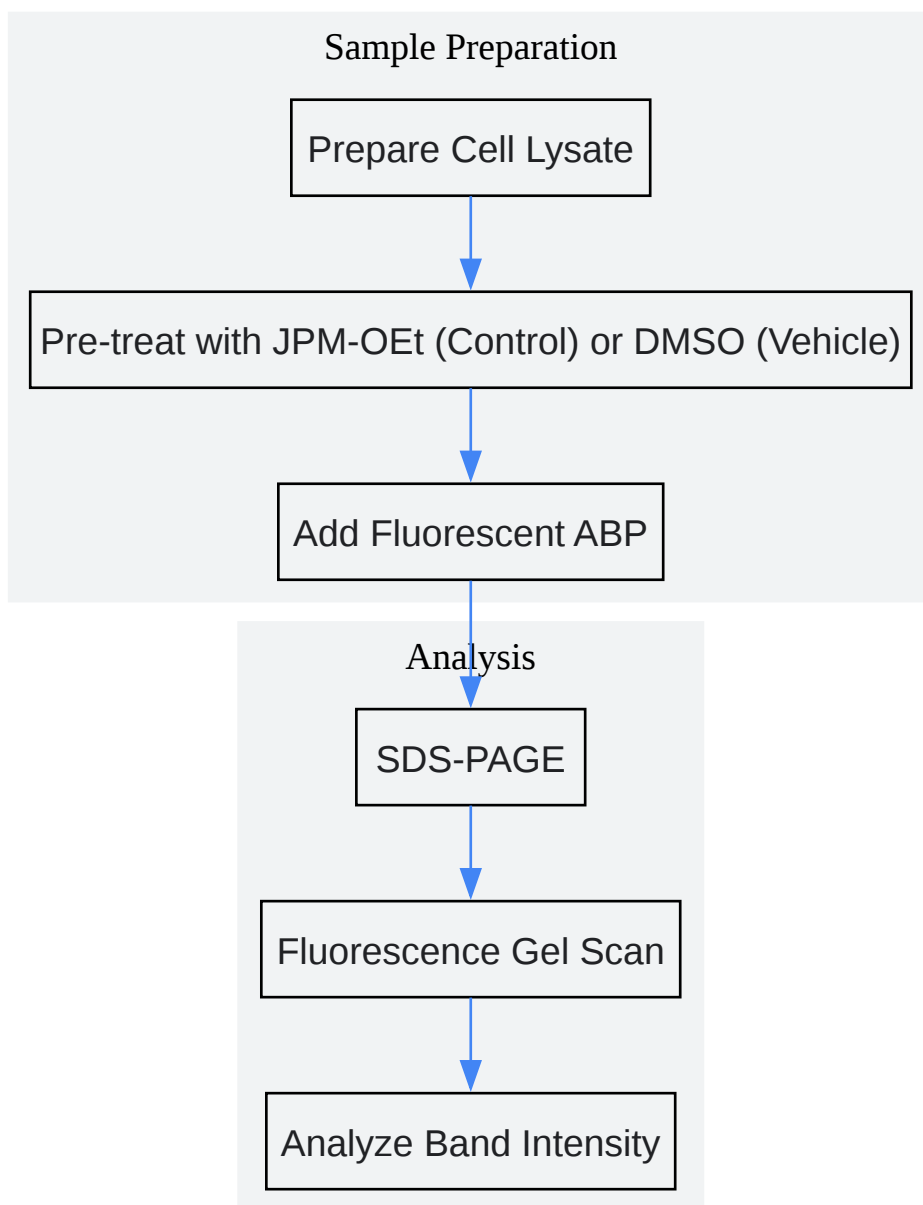 Sample Preparation
Prepare Cell Lysate
Pre-treat with JPM-OEt (Control) or DMSO (Vehicle)
Add Fluorescent ABP
Analysis
SDS-PAGE
Fluorescence Gel Scan
Analyze Band Intensity